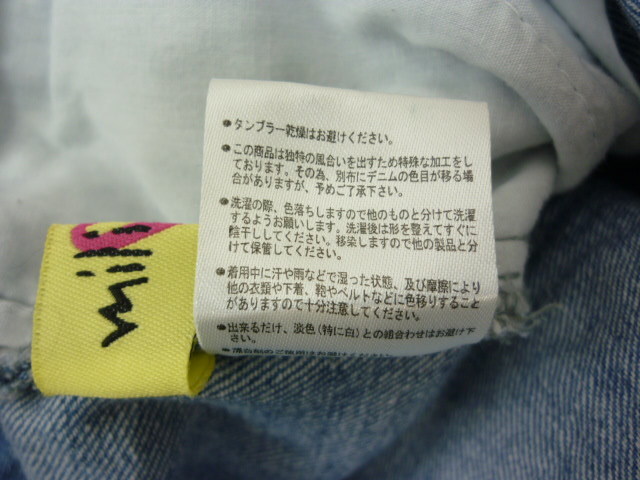 ●タンブラー乾燥はお避けください。
●この商品は独特の風合いを出すため特殊な加工をし
ております。その為、別布にデニムの色目が移る場
合がありますが、予めご了承下さい。
●洗濯の際、色落ちしますので他のものと分けて洗濯
するようお願いします。洗濯後は形を整えてすぐに
陰干ししてください。移染しますので他の製品と分
けて保管してください。
●着用中に汗や雨などで湿った状態、及び摩擦により
他の衣類や下着、鞄やベルトなどに色移りすること
がありますので十分注意してください。
●出来るだけ、淡色(特に白)との組合わせはお避け下
さい。